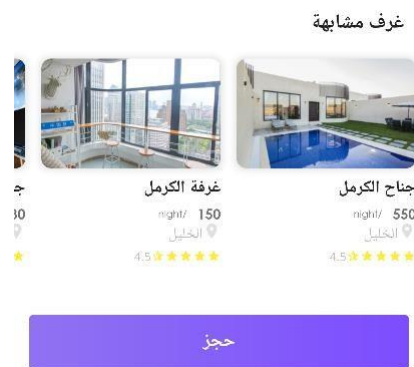 غرف مشابهة
جناح الكرمل
550 /night
الخليل
4.5
غرفة الكرمل
150 /night
الخليل
4.5
حجز